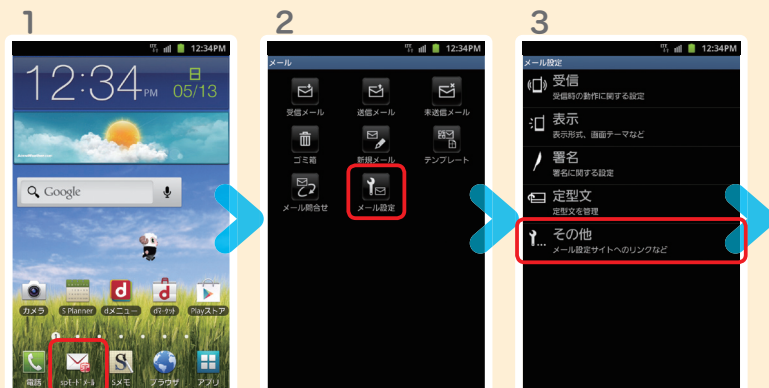 1
12:34PM
12:34 PM
日
05/13
Google
カメラ
S Planner
dメニュー
dマーケット
Playストア
1
電話
spモードメール
Sメモ
ブラウザ
アプリ
2
12:34PM
メール
受信メール
送信メール
未送信メール
ゴミ箱
新規メール
テンプレート
メール問合せ
メール設定
3
12:34PM
メール設定
受信
受信時の動作に関する設定
表示
表示形式、画面テーマなど
署名
署名に関する設定
定型文
定型文を管理
その他
メール設定サイトへのリンクなど